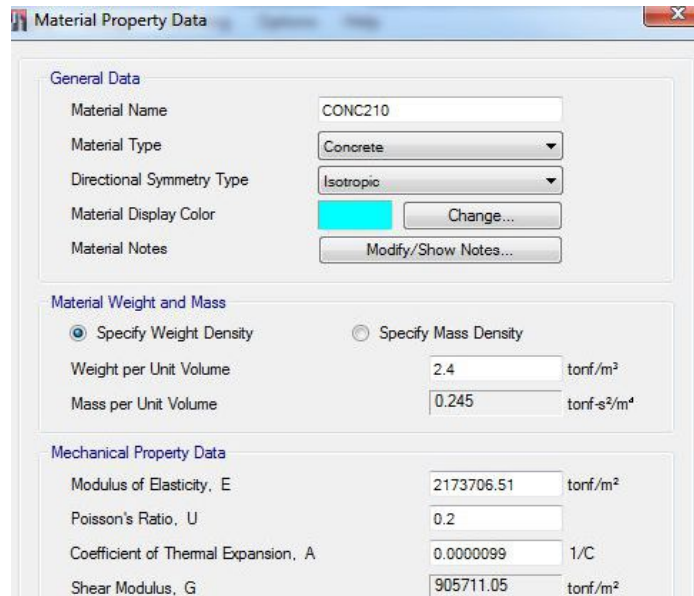 Material Property Data
Options Help
General Data
Material Name CONC210
Material Type Concrete
Directional Symmetry Type Isotropic
Material Display Color Change...
Material Notes Modify/Show Notes...
Material Weight and Mass
Specify Weight Density Specify Mass Density
Weight per Unit Volume 2.4 tonf/m³
Mass per Unit Volume 0.245 tonf-s²/m⁴
Mechanical Property Data
Modulus of Elasticity, E 2173706.51 tonf/m²
Poisson's Ratio, U 0.2
Coefficient of Thermal Expansion, A 0.0000099 1/C
Shear Modulus, G 905711.05 tonf/m²